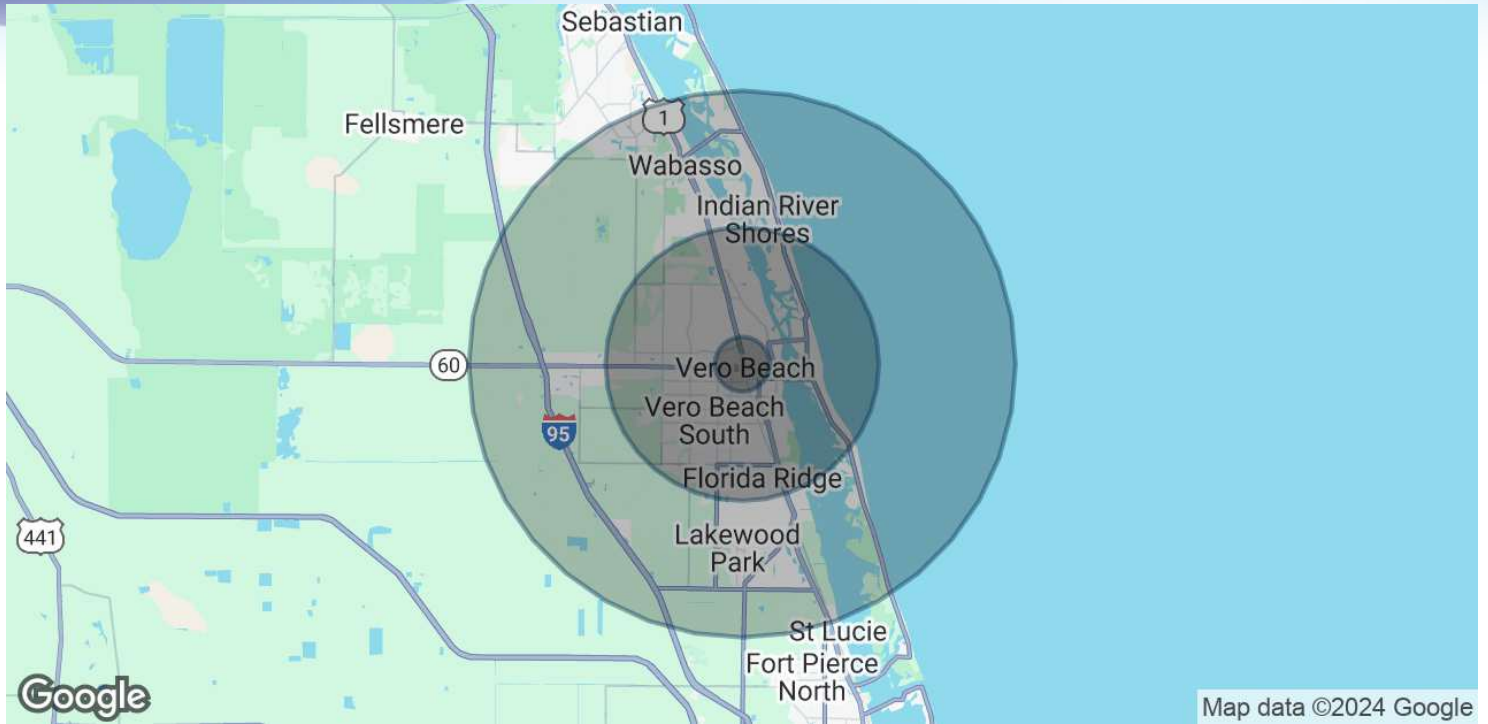 Sebastian
1
Fellsmere
Wabasso
Indian River
Shores
60
Vero Beach
Vero Beach
South
95
Florida Ridge
441
Lakewood
Park
St Lucie
Fort Pierce
North
Google
Map data ©2024 Google